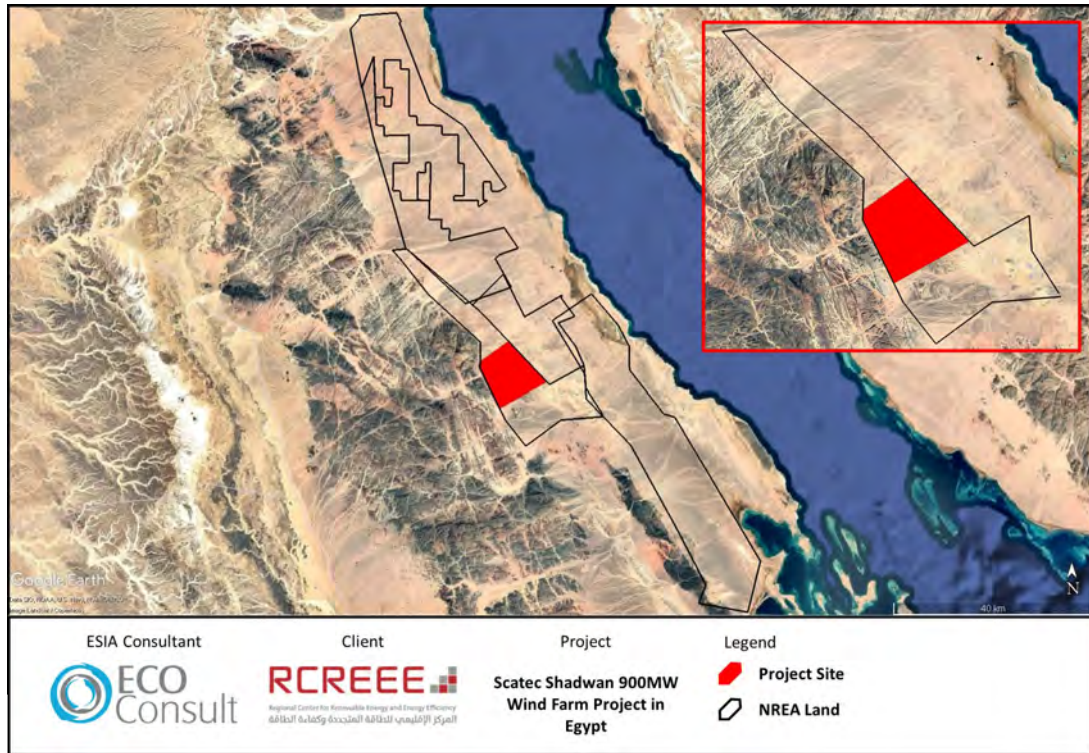 Google Earth
N
40 km
ESIA Consultant
Client
Project
Legend
ECO
Consult
RCREEE
Regional Center for Renewable Energy and Energy Efficiency
المركز الإقليمي للطاقة المتجددة وكفاءة الطاقة
Scatec Shadwan 900MW
Wind Farm Project in
Egypt
Project Site
NREA Land